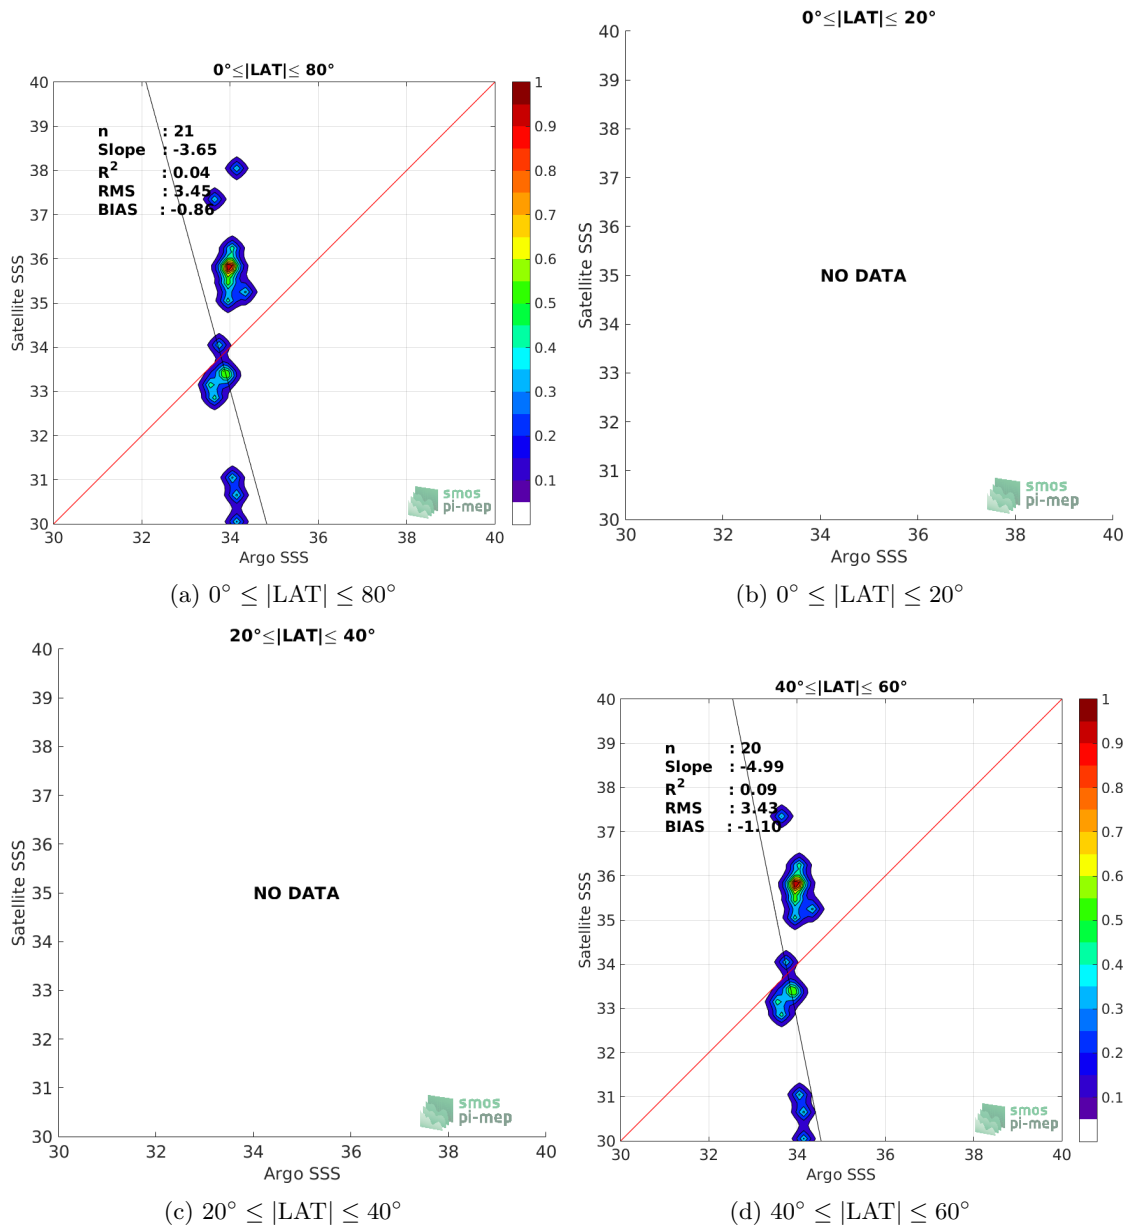 0°≤|LAT|≤ 80°
40
39
38
37
36
35
34
33
32
31
30
Satellite SSS
n : 21
Slope : -3.65
R² : 0.04
RMS : 3.45
BIAS : -0.86
1
0.9
0.8
0.7
0.6
0.5
0.4
0.3
0.2
0.1
smos
pi-mep
30 32 34 36 38 40
Argo SSS
(a) 0° ≤ |LAT| ≤ 80°
0°≤|LAT|≤ 20°
40
39
38
37
36
35
34
33
32
31
30
Satellite SSS
NO DATA
smos
pi-mep
30 32 34 36 38 40
Argo SSS
(b) 0° ≤ |LAT| ≤ 20°
20°≤|LAT|≤ 40°
40
39
38
37
36
35
34
33
32
31
30
Satellite SSS
NO DATA
smos
pi-mep
30 32 34 36 38 40
Argo SSS
(c) 20° ≤ |LAT| ≤ 40°
40°≤|LAT|≤ 60°
40
39
38
37
36
35
34
33
32
31
30
Satellite SSS
n : 20
Slope : -4.99
R² : 0.09
RMS : 3.43
BIAS : -1.10
1
0.9
0.8
0.7
0.6
0.5
0.4
0.3
0.2
0.1
smos
pi-mep
30 32 34 36 38 40
Argo SSS
(d) 40° ≤ |LAT| ≤ 60°